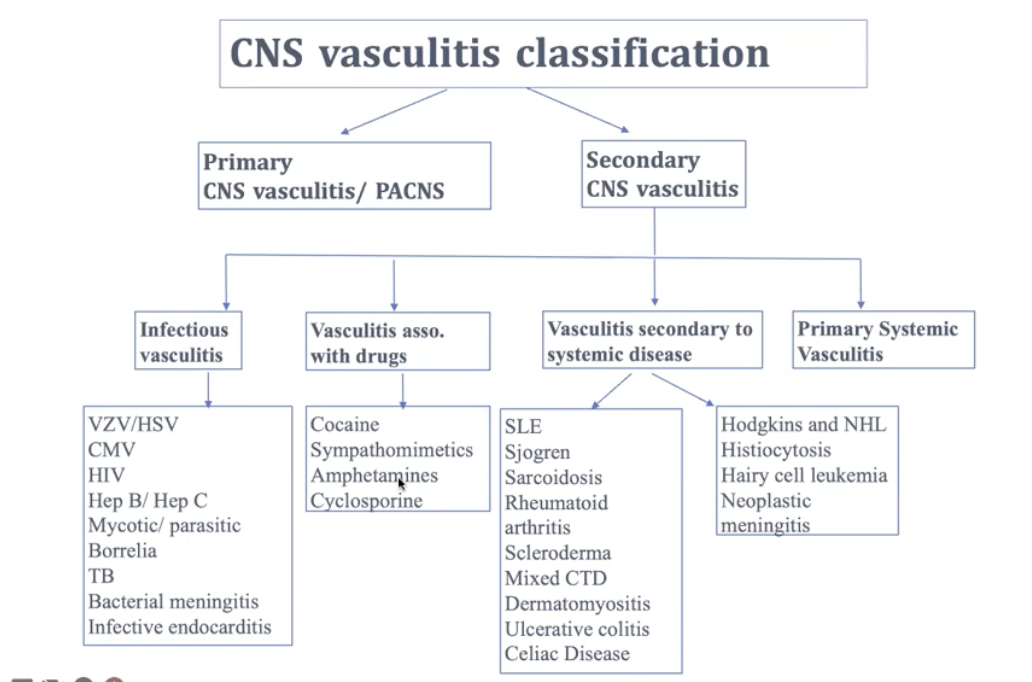 CNS vasculitis classification
Primary
CNS vasculitis/ PACNS
Secondary
CNS vasculitis
Infectious
vasculitis
Vasculitis asso.
with drugs
Vasculitis secondary to
systemic disease
Primary Systemic
Vasculitis
VZV/HSV
CMV
HIV
Hep B/ Hep C
Mycotic/ parasitic
Borrelia
TB
Bacterial meningitis
Infective endocarditis
Cocaine
Sympathomimetics
Amphetamines
Cyclosporine
SLE
Sjogren
Sarcoidosis
Rheumatoid
arthritis
Scleroderma
Mixed CTD
Dermatomyositis
Ulcerative colitis
Celiac Disease
Hodgkins and NHL
Histiocytosis
Hairy cell leukemia
Neoplastic
meningitis